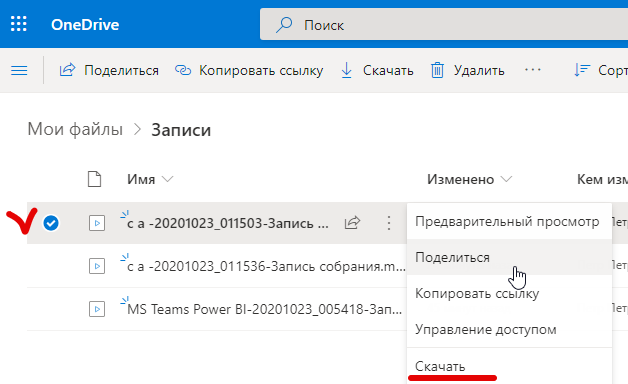 OneDrive
Поиск
Поделиться Копировать ссылку Скачать Удалить ... Сорт
Мои файлы > Записи
Имя Изменено Кем изм
с а -20201023_011503-Запись ...
с а -20201023_011536-Запись собрания.m...
MS Teams Power BI-20201023_005418-Зап...
Предварительный просмотр
Поделиться
Копировать ссылку
Управление доступом
Скачать